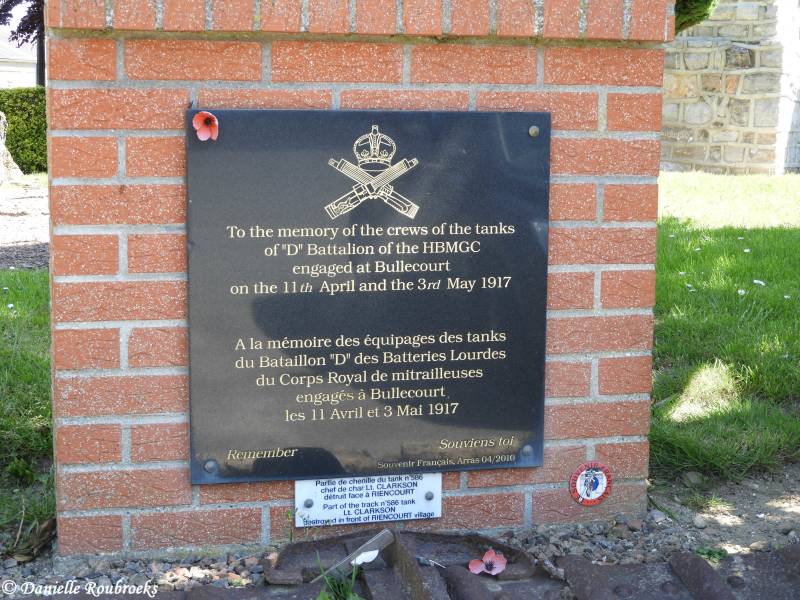 To the memory of the crews of the tanks
of "D" Battalion of the HBMGC
engaged at Bullecourt
on the 11th April and the 3rd May 1917
A la mémoire des équipages des tanks
du Bataillon "D" des Batteries Lourdes
du Corps Royal de mitrailleuses
engagés à Bullecourt
les 11 Avril et 3 Mai 1917
Remember
Souviens toi
Souvenir Français, Arras 04/2010
Partie de chenille du tank n°586
chef de char Lt. CLARKSON
détruit face à RIENCOURT
Part of the track n°586
Lt. CLARKSON
destroyed in front of RIENCOURT village
© Danielle Roubroeks